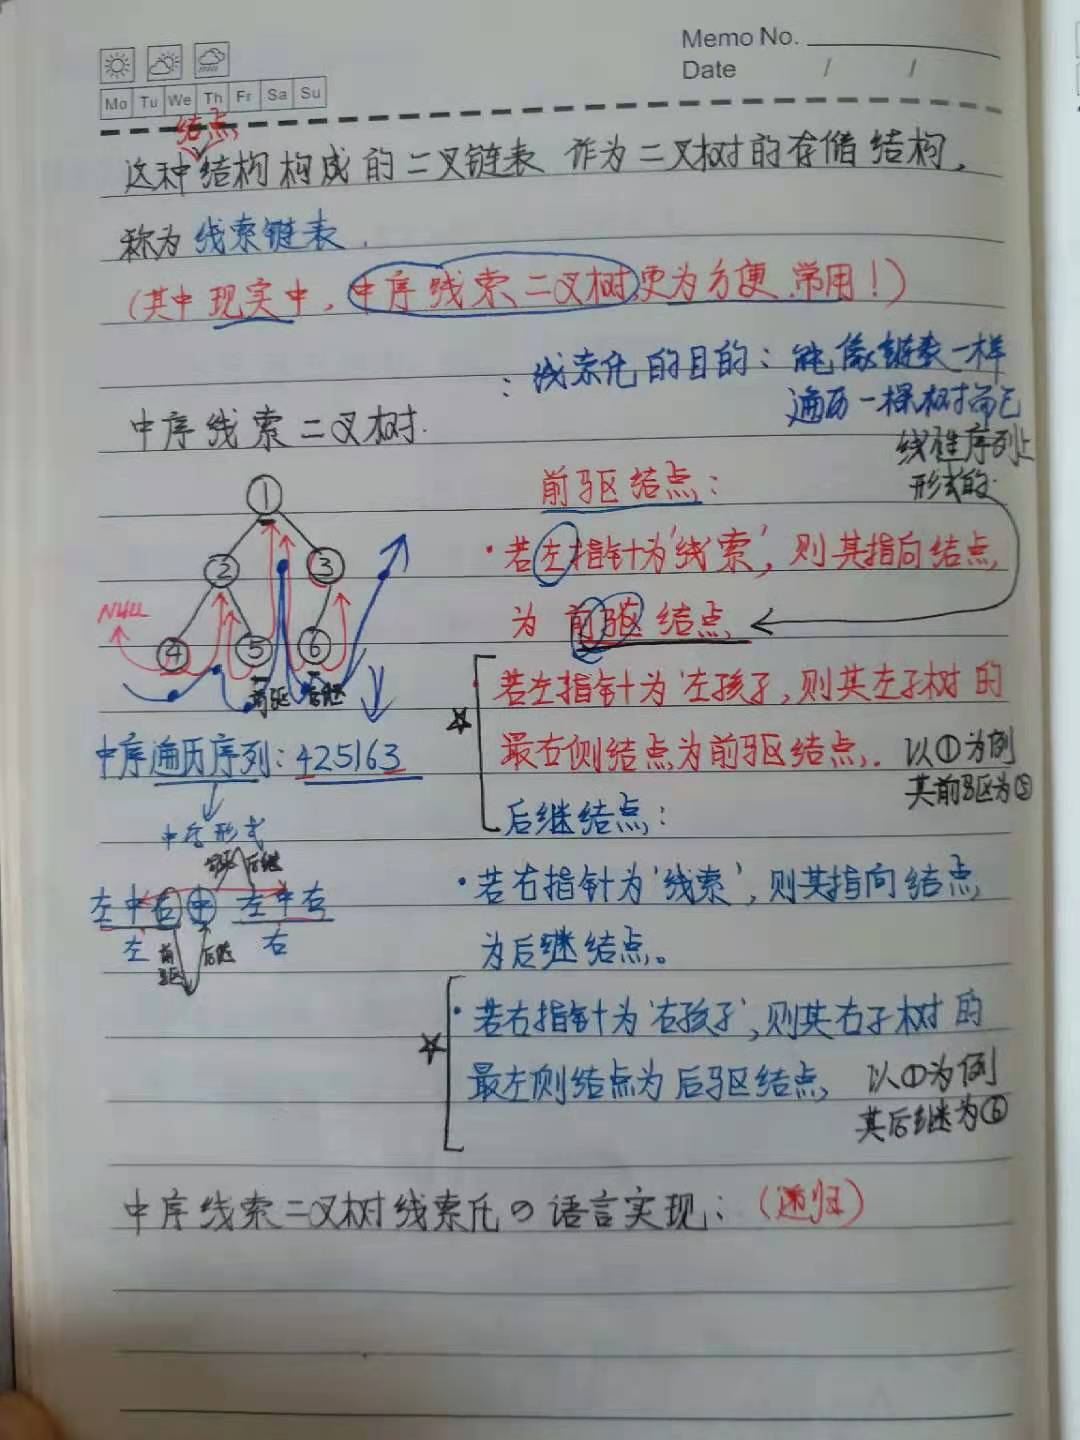 Memo No.
Date / /
Mo Tu We Th Fr Sa Su
结点
这种结构构成的二叉链表 作为二叉树的存储结构,
称为 线索链表.
(其中现实中, 中序线索二叉树更为方便.常用!)
: 线索化的目的: 能像链表一样
遍历一棵树而已
线性序列上
形式的
中序线索二叉树.
① ② ③ ④ ⑤ ⑥
NULL
前驱 后继
中序遍历序列: 425163
中序形式
前驱 后继
左中右 中 左中右
左 前驱 后继 右
前驱结点:
·若左指针为'线索', 则其指向结点
为 前驱 结点
若左指针为'左孩子, 则其左子树的
最右侧结点为前驱结点. 以①为例
其前驱为⑤
后继结点:
·若右指针为'线索', 则其指向结点
为后继结点。
·若右指针为'右孩子', 则其右子树的
最左侧结点为后驱结点 以①为例
其后继为⑥
中序线索二叉树线索化の语言实现: (递归)